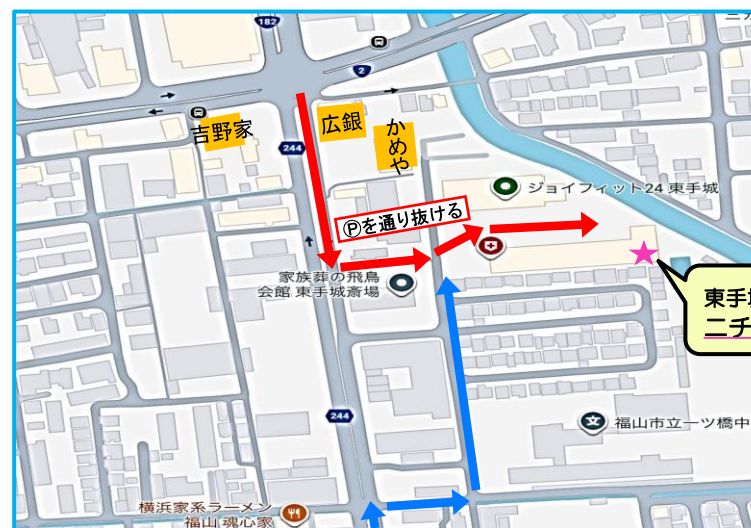 182
2
吉野家
広銀
かめや
244
ジョイフィット24 東手城
Ⓟを通り抜ける
家族葬の飛鳥
会館 東手城斎場
東手
ニチ
244
福山市立一ツ橋中
横浜家系ラーメン
福山 魂心家